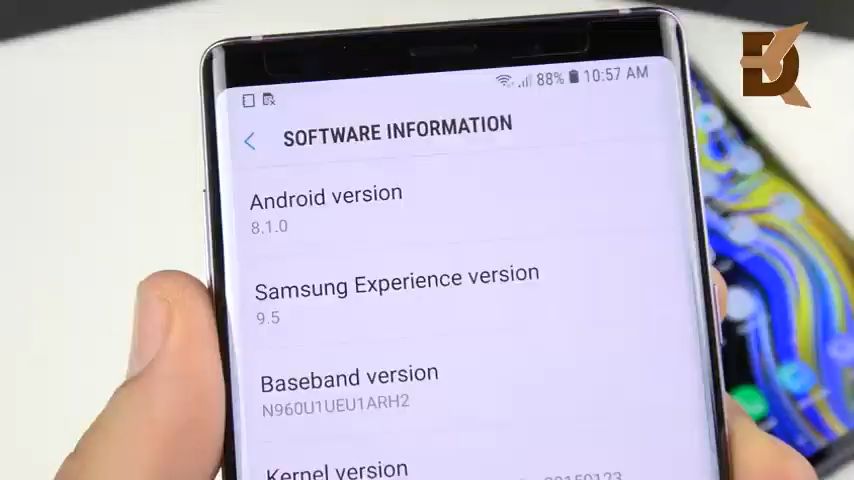 88% 10:57 AM
SOFTWARE INFORMATION
Android version
8.1.0
Samsung Experience version
9.5
Baseband version
N960U1UEU1ARH2
Kernel version
DK